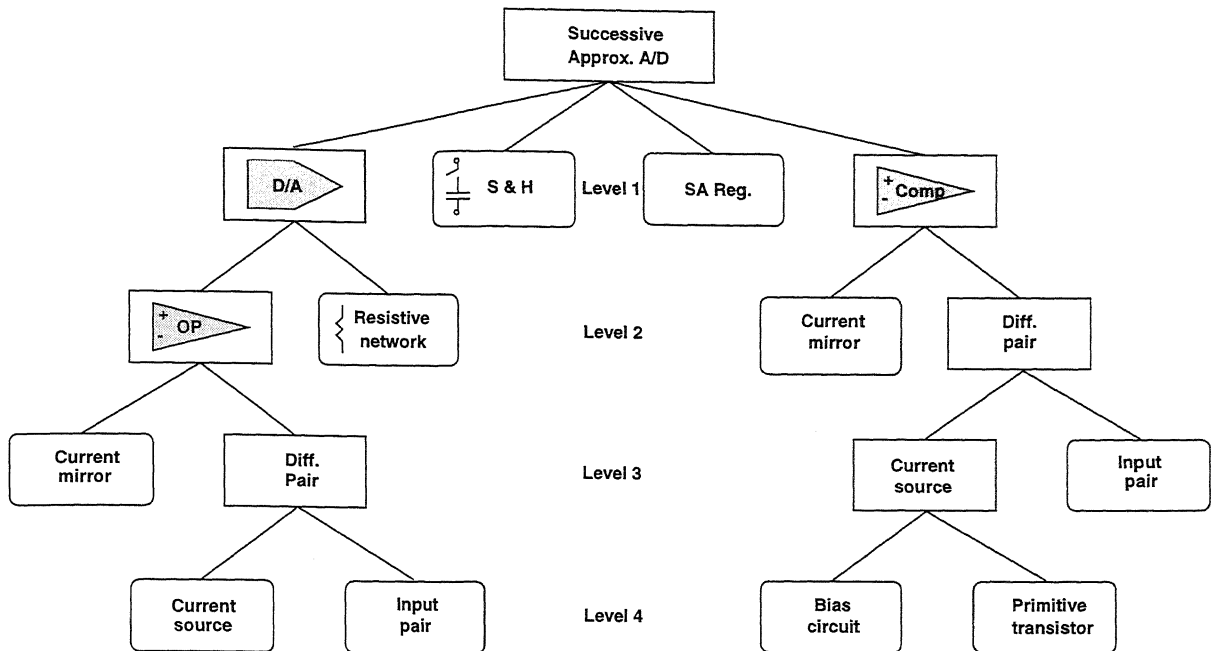 Successive
Approx. A/D
D/A
S & H
Level 1
SA Reg.
+
-
Comp
+
-
OP
Resistive
network
Level 2
Current
mirror
Diff.
pair
Current
mirror
Diff.
Pair
Level 3
Current
source
Input
pair
Current
source
Input
pair
Level 4
Bias
circuit
Primitive
transistor